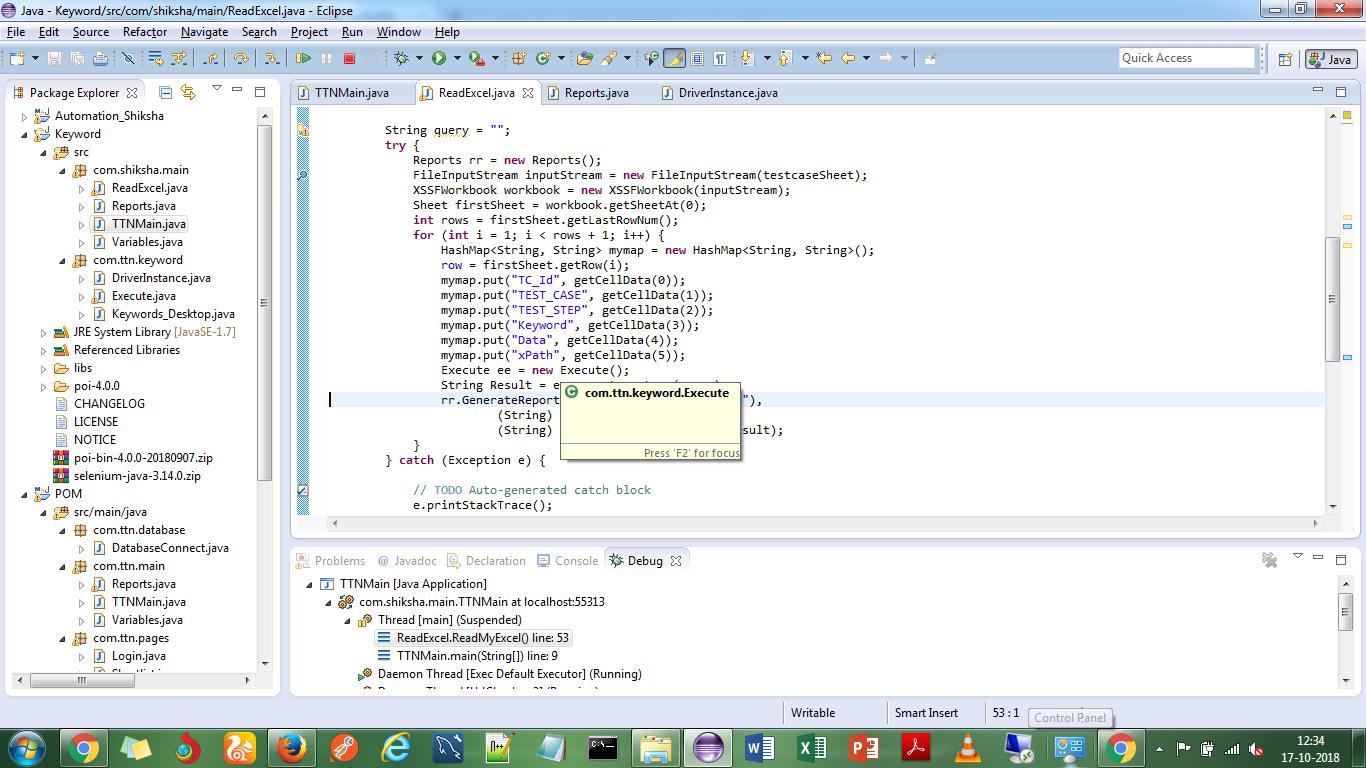 Java - Keyword/src/com/shiksha/main/ReadExcel.java - Eclipse
File Edit Source Refactor Navigate Search Project Run Window Help
Quick Access
Java
Package Explorer
Automation_Shiksha
Keyword
src
com.shiksha.main
ReadExcel.java
Reports.java
TTNMain.java
Variables.java
com.ttn.keyword
DriverInstance.java
Execute.java
Keywords_Desktop.java
JRE System Library [JavaSE-1.7]
Referenced Libraries
libs
poi-4.0.0
CHANGELOG
LICENSE
NOTICE
poi-bin-4.0.0-20180907.zip
selenium-java-3.14.0.zip
POM
src/main/java
com.ttn.database
DatabaseConnect.java
com.ttn.main
Reports.java
TTNMain.java
Variables.java
com.ttn.pages
Login.java
TTNMain.java ReadExcel.java Reports.java DriverInstance.java
String query = "";
try {
Reports rr = new Reports();
FileInputStream inputStream = new FileInputStream(testcaseSheet);
XSSFWorkbook workbook = new XSSFWorkbook(inputStream);
Sheet firstSheet = workbook.getSheetAt(0);
int rows = firstSheet.getLastRowNum();
for (int i = 1; i < rows + 1; i++) {
HashMap<String, String> mymap = new HashMap<String, String>();
row = firstSheet.getRow(i);
mymap.put("TC_Id", getCellData(0));
mymap.put("TEST_CASE", getCellData(1));
mymap.put("TEST_STEP", getCellData(2));
mymap.put("Keyword", getCellData(3));
mymap.put("Data", getCellData(4));
mymap.put("xPath", getCellData(5));
Execute ee = new Execute();
String Result = e
rr.GenerateReport "),
(String)
(String) sult);
}
} catch (Exception e) {
// TODO Auto-generated catch block
e.printStackTrace();
com.ttn.keyword.Execute
Press 'F2' for focus
Problems @ Javadoc Declaration Console Debug
TTNMain [Java Application]
com.shiksha.main.TTNMain at localhost:55313
Thread [main] (Suspended)
ReadExcel.ReadMyExcel() line: 53
TTNMain.main(String[]) line: 9
Daemon Thread [Exec Default Executor] (Running)
Writable Smart Insert 53 : 1
Control Panel
12:34
17-10-2018